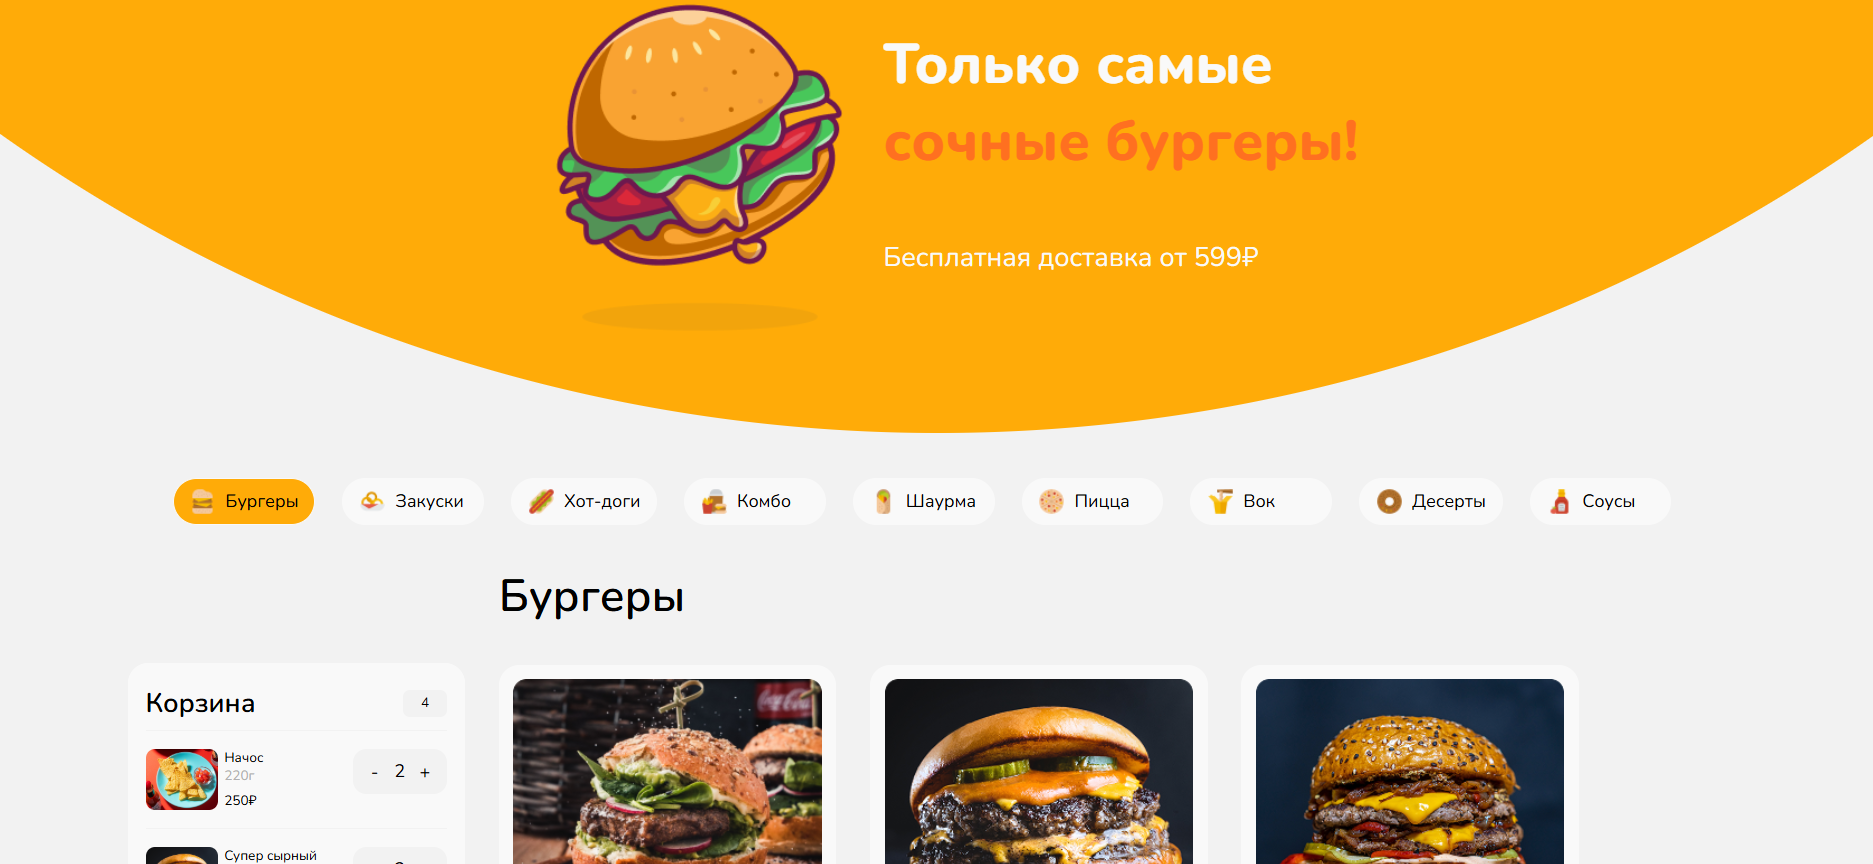 Только самые
сочные бургеры!
Бесплатная доставка от 599₽
Бургеры
Закуски
Хот-доги
Комбо
Шаурма
Пицца
Вок
Десерты
Соусы
Бургеры
Корзина
4
Начос
220г
250₽
- 2 +
Супер сырный